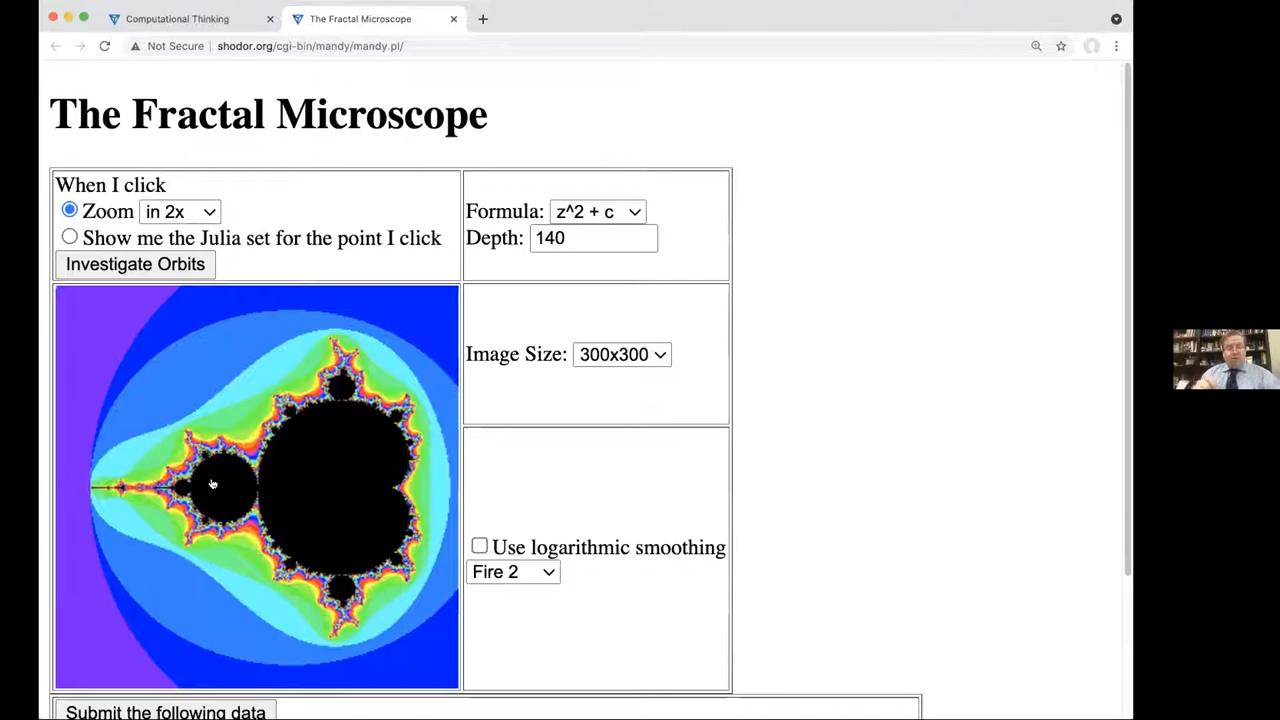 Computational Thinking
The Fractal Microscope
Not Secure
shodor.org/cgi-bin/mandy/mandy.pl/
The Fractal Microscope
When I click
Zoom in 2x
Show me the Julia set for the point I click
Investigate Orbits
Formula: z^2 + c
Depth: 140
Image Size: 300x300
Use logarithmic smoothing
Fire 2
Submit the following data